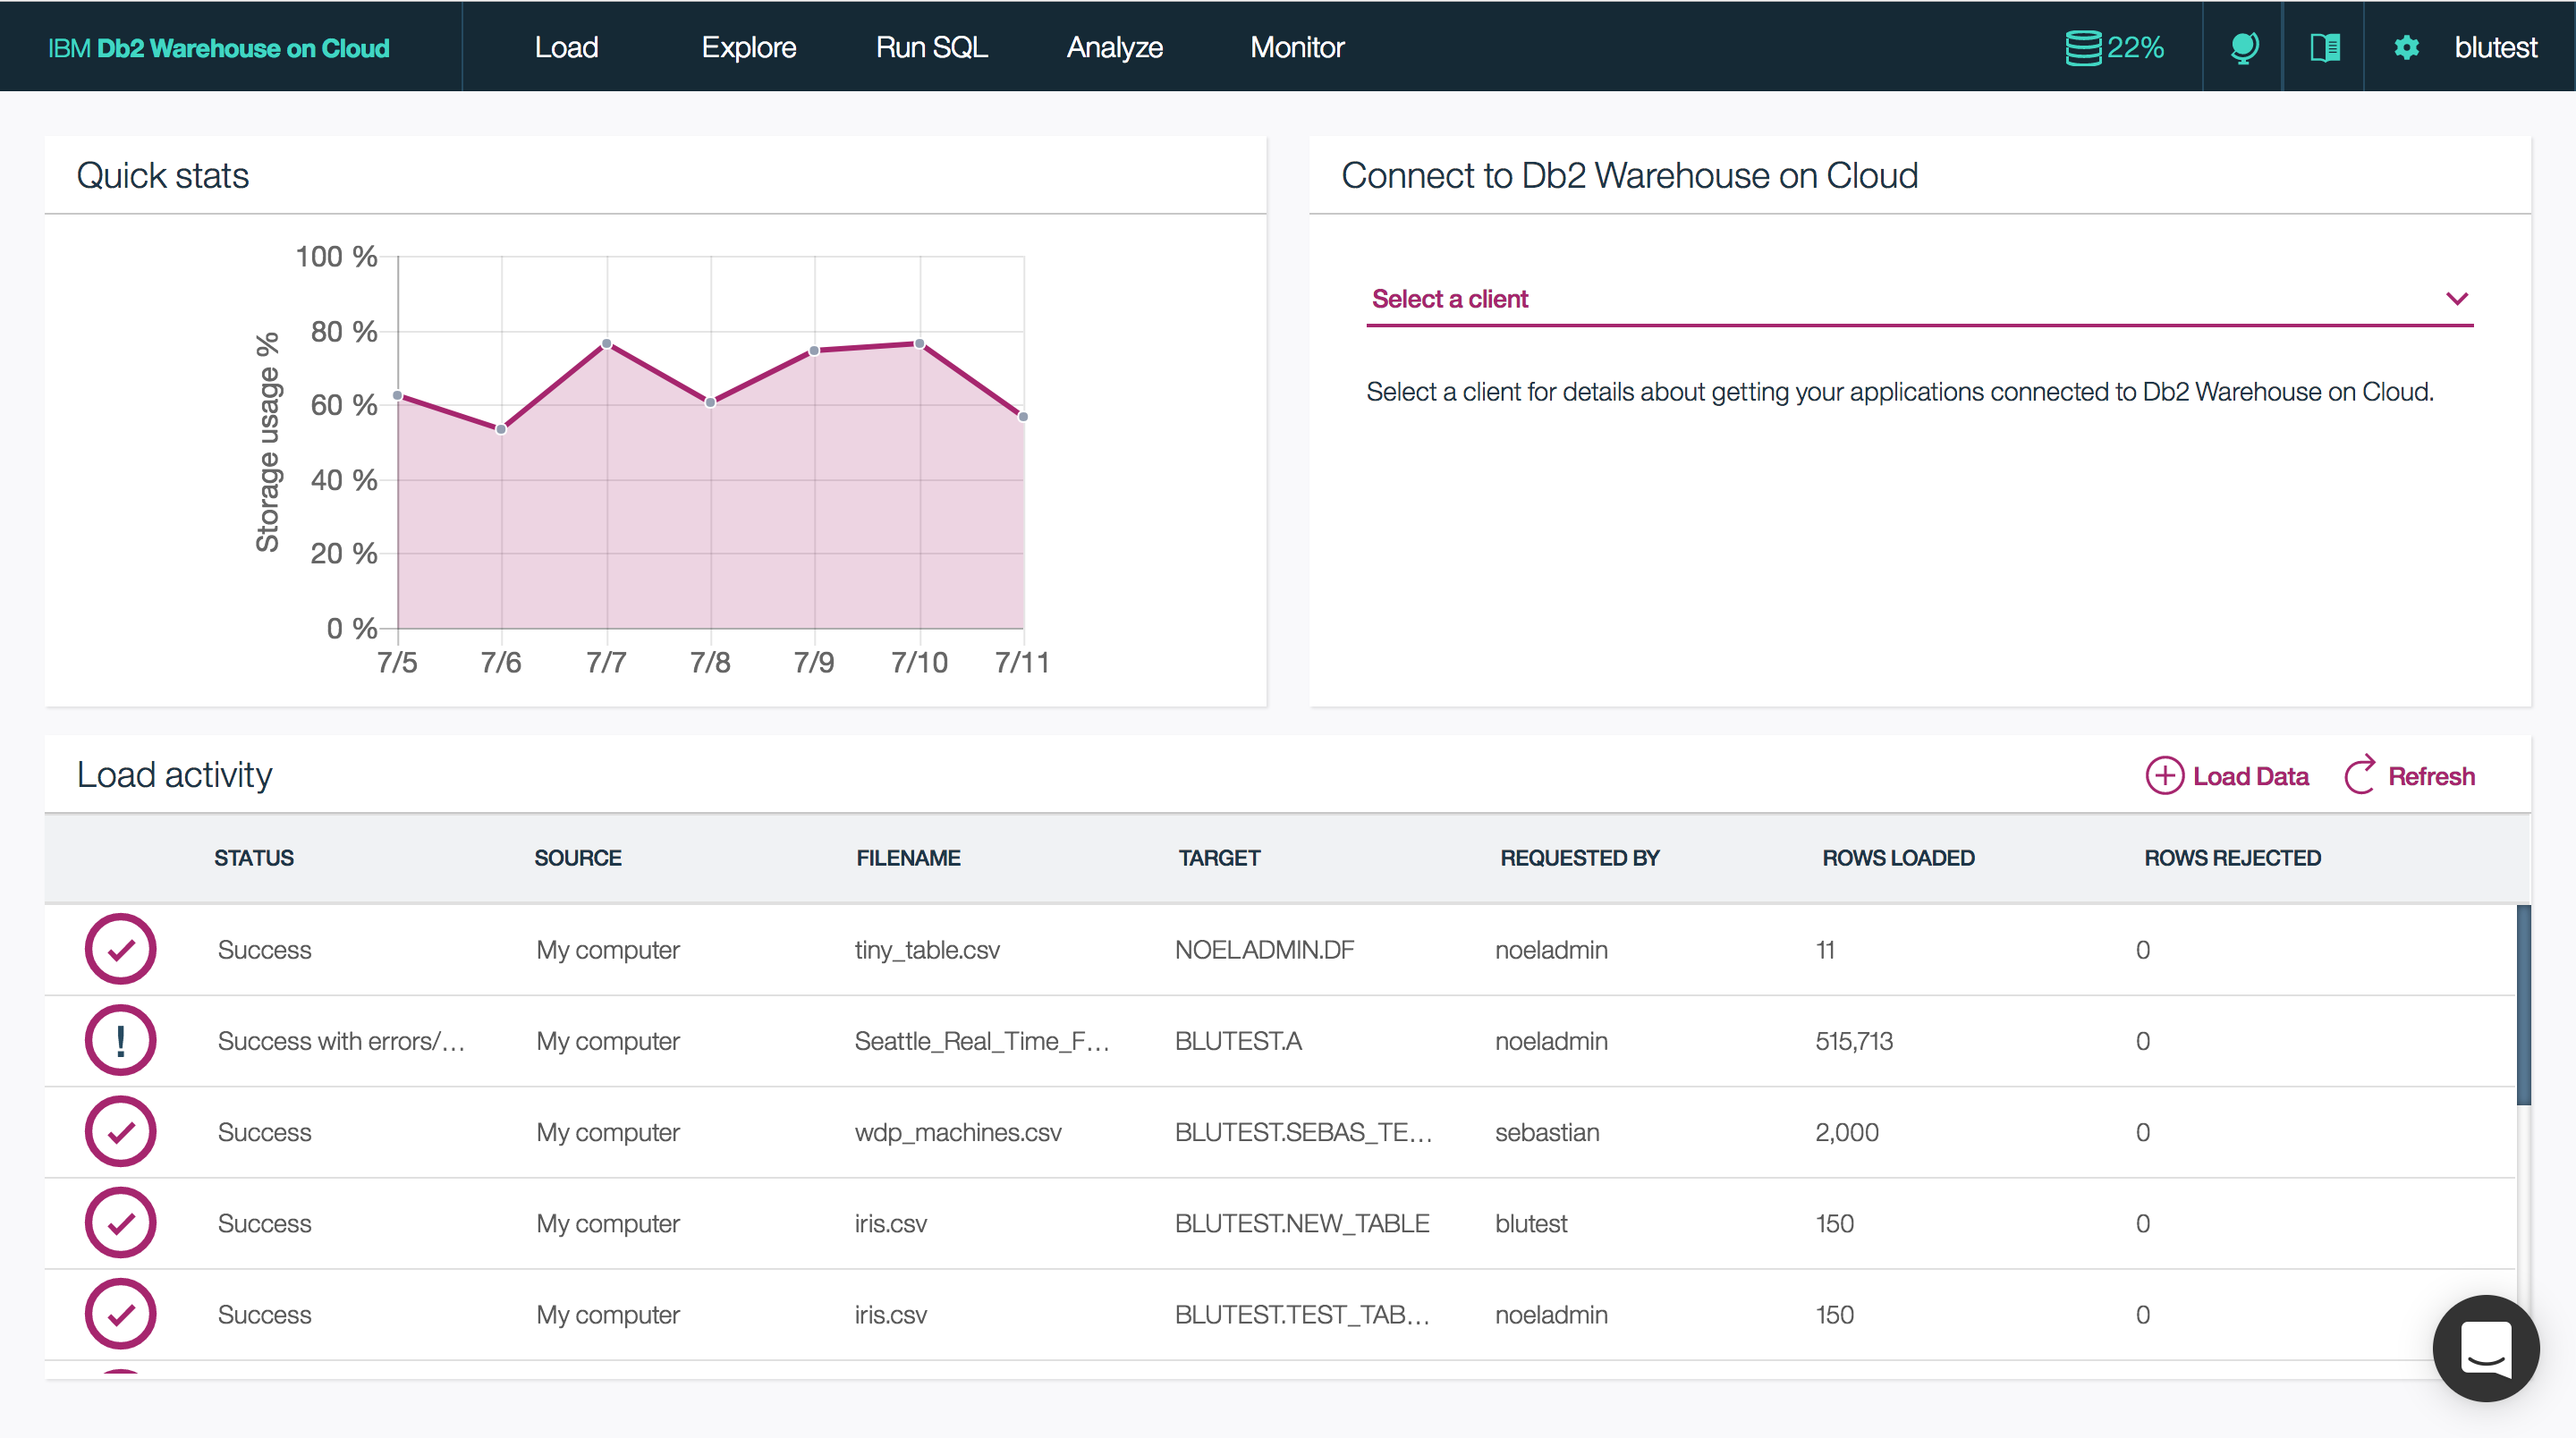 IBM Db2 Warehouse on Cloud Load Explore Run SQL Analyze Monitor 22% blutest
Quick stats
100 %
80 %
60 %
40 %
20 %
0 %
Storage usage %
7/5 7/6 7/7 7/8 7/9 7/10 7/11
Connect to Db2 Warehouse on Cloud
Select a client
Select a client for details about getting your applications connected to Db2 Warehouse on Cloud.
Load activity Load Data Refresh
STATUS SOURCE FILENAME TARGET REQUESTED BY ROWS LOADED ROWS REJECTED
Success My computer tiny_table.csv NOELADMIN.DF noeladmin 11 0
! Success with errors/... My computer Seattle_Real_Time_F... BLUTEST.A noeladmin 515,713 0
Success My computer wdp_machines.csv BLUTEST.SEBAS_TE... sebastian 2,000 0
Success My computer iris.csv BLUTEST.NEW_TABLE blutest 150 0
Success My computer iris.csv BLUTEST.TEST_TAB... noeladmin 150 0